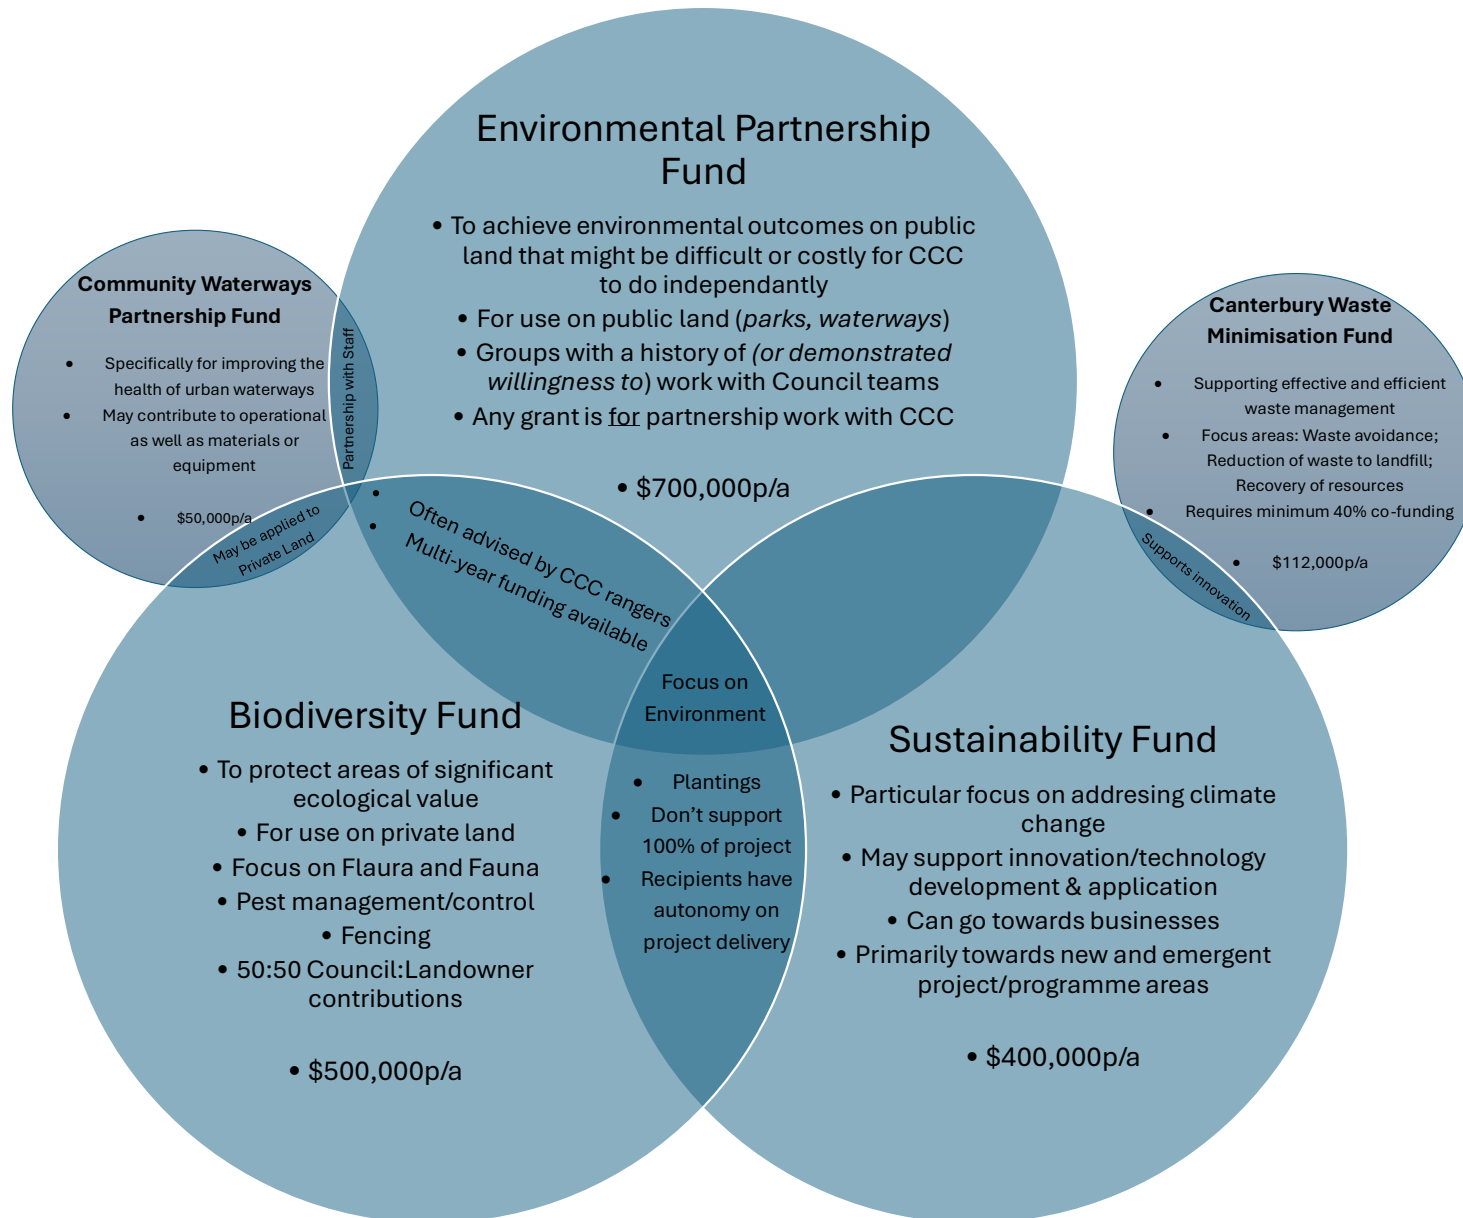 Environmental Partnership
Fund
• To achieve environmental outcomes on public
land that might be difficult or costly for CCC
to do independantly
• For use on public land (parks, waterways)
• Groups with a history of (or demonstrated
willingness to) work with Council teams
• Any grant is for partnership work with CCC
• $700,000p/a
Community Waterways
Partnership Fund
• Specifically for improving the
health of urban waterways
• May contribute to operational
as well as materials or
equipment
• $50,000p/a
Partnership with Staff
May be applied to
Private Land
Canterbury Waste
Minimisation Fund
• Supporting effective and efficient
waste management
• Focus areas: Waste avoidance;
Reduction of waste to landfill;
Recovery of resources
• Requires minimum 40% co-funding
• $112,000p/a
Supports innovation
• Often advised by CCC rangers
• Multi-year funding available
Focus on
Environment
Biodiversity Fund
• To protect areas of significant
ecological value
• For use on private land
• Focus on Flaura and Fauna
• Pest management/control
• Fencing
• 50:50 Council:Landowner
contributions
• $500,000p/a
• Plantings
• Don’t support
100% of project
• Recipients have
autonomy on
project delivery
Sustainability Fund
• Particular focus on addresing climate
change
• May support innovation/technology
development & application
• Can go towards businesses
• Primarily towards new and emergent
project/programme areas
• $400,000p/a